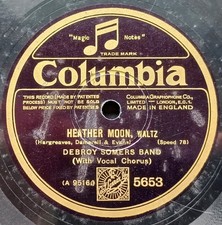 "Magic Notes"
TRADE MARK
Columbia
THIS RECORD MADE BY PATENTED
PROCESS. MUST NOT BE SOLD
BELOW PRICE FIXED BY PATENTEES
COLUMBIA GRAPHOPHONE CO.
LIMITED LONDON, E.C.1.
MADE IN ENGLAND
HEATHER MOON, WALTZ
(Hargreaves, Damerell & Evans) (Speed 78)
DEBROY SOMERS BAND
(With Vocal Chorus)
(A 9516) 5653